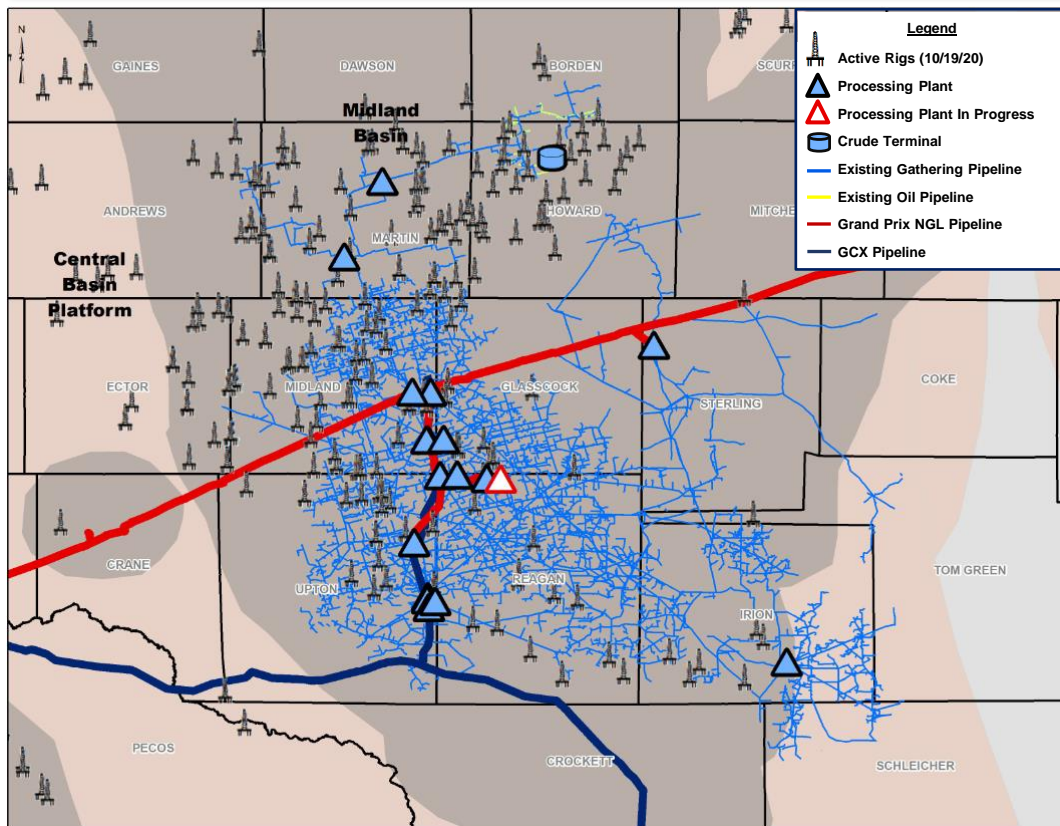 N
Legend
Active Rigs (10/19/20)
Processing Plant
Processing Plant In Progress
Crude Terminal
Existing Gathering Pipeline
Existing Oil Pipeline
Grand Prix NGL Pipeline
GCX Pipeline
GAINES
DAWSON
BORDEN
SCURR
Midland
Basin
ANDREWS
MARTIN
HOWARD
MITCHE
Central
Basin
Platform
ECTOR
MIDLAND
GLASSCOCK
STERLING
COKE
CRANE
UPTON
REAGAN
IRION
TOM GREEN
PECOS
CROCKETT
SCHLEICHER